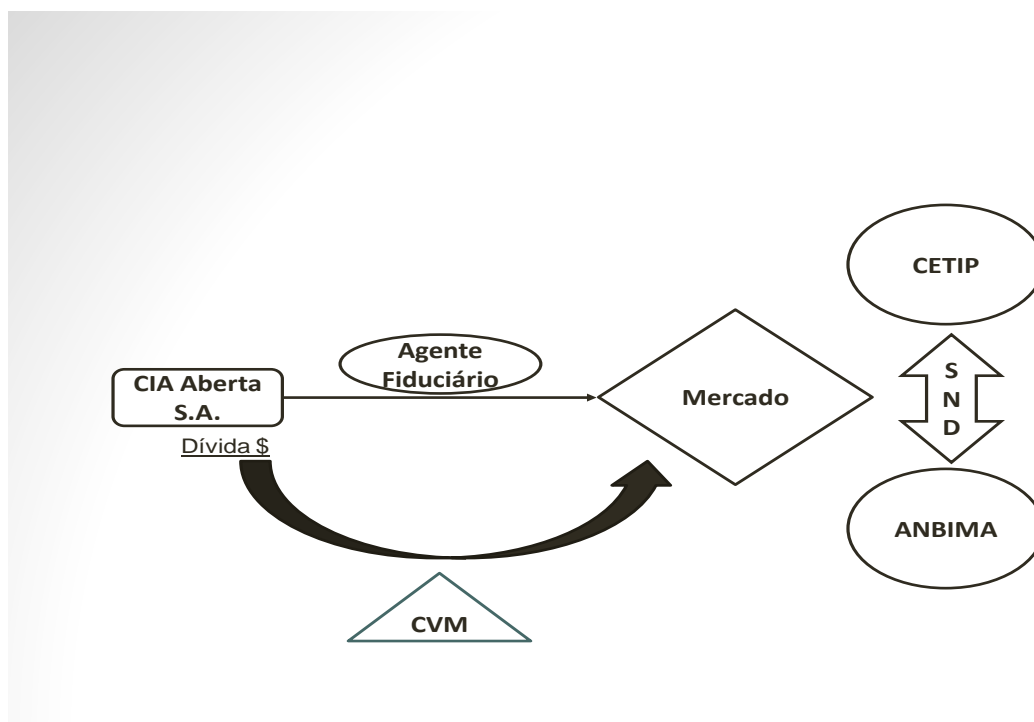 CETIP
Agente
Fiduciário
CIA Aberta
S.A.
Mercado
S
N
D
Dívida $
ANBIMA
CVM